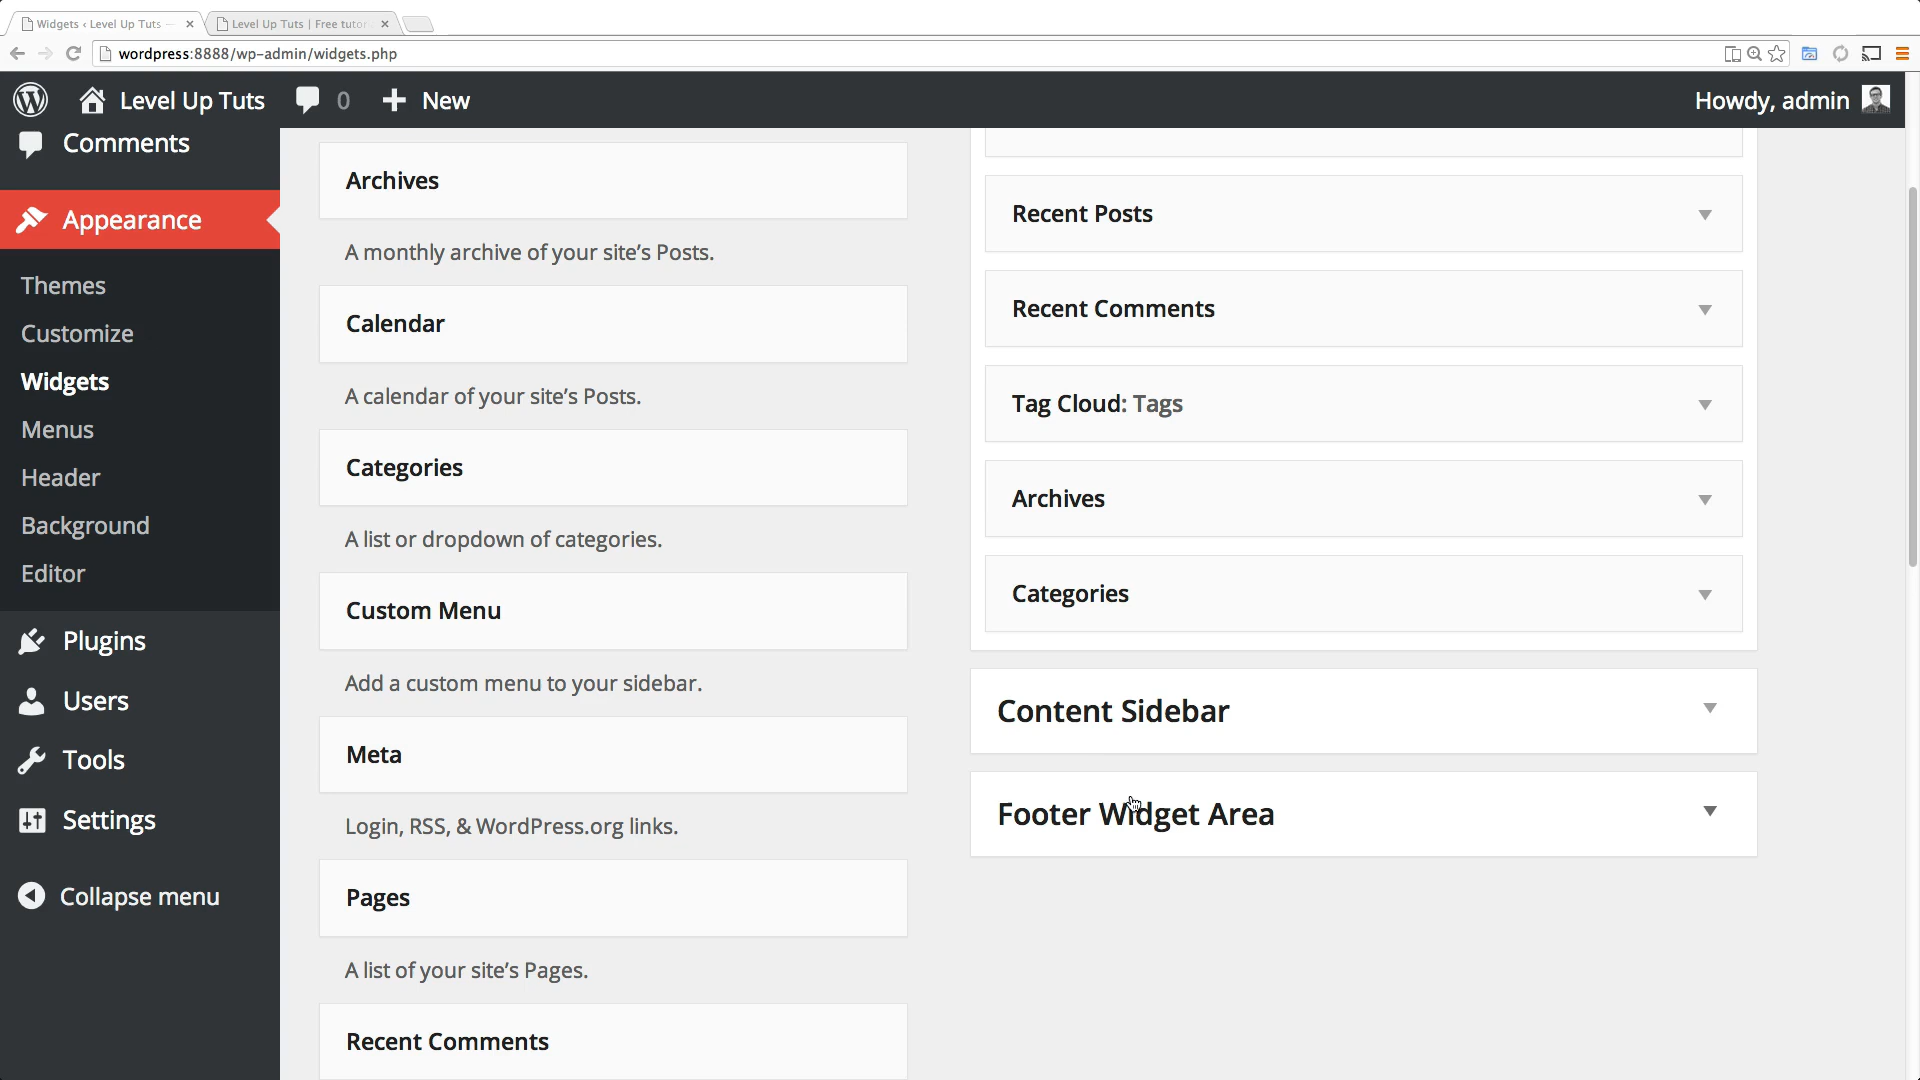 Widgets ‹ Level Up Tuts —
Level Up Tuts | Free tutor
wordpress:8888/wp-admin/widgets.php
Level Up Tuts
0
New
Howdy, admin
Comments
Appearance
Themes
Customize
Widgets
Menus
Header
Background
Editor
Plugins
Users
Tools
Settings
Collapse menu
Archives
A monthly archive of your site's Posts.
Calendar
A calendar of your site's Posts.
Categories
A list or dropdown of categories.
Custom Menu
Add a custom menu to your sidebar.
Meta
Login, RSS, & WordPress.org links.
Pages
A list of your site's Pages.
Recent Comments
Recent Posts
Recent Comments
Tag Cloud: Tags
Archives
Categories
Content Sidebar
Footer Widget Area